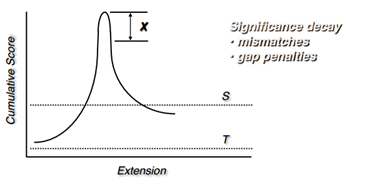 X
Significance decay
• mismatches
• gap penalties
Cumulative Score
S
T
Extension